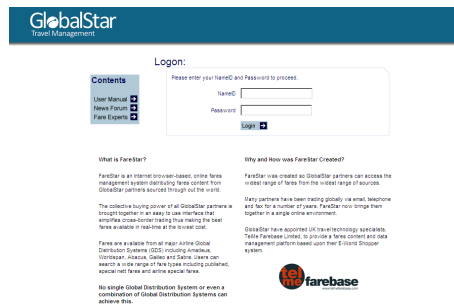 GlobalStar
Travel Management
Logon:
Contents
User Manual
News Forum
Fare Experts
Please enter your NameID and Password to proceed.
NameID
Password
Login
What is FareStar?
FareStar is an internet browser-based, online fares
management system distributing fares content from
GlobalStar partners sourced through out the world.
The collective buying power of all GlobalStar partners is
brought together in an easy to use interface that
simplifies cross-border trading thus making the best
fares available in real-time at the lowest cost.
Fares are available from all major Airline Global
Distribution Systems (GDS) including Amadeus,
Worldspan, Abacus, Galileo and Sabre. Users can
search a wide range of fare types including published,
special nett fares and airline special fares.
No single Global Distribution System or even a
combination of Global Distribution Systems can
achieve this.
Why and How was FareStar Created?
FareStar was created so GlobalStar partners can access the
widest range of fares from the widest range of sources.
Many partners have been trading globally via email, telephone
and fax for a number of years. FareStar now brings them
together in a single online environment.
GlobalStar have appointed UK travel technology specialists,
TelMe Farebase Limited, to provide a fares content and data
management platform based upon their E-World Shopper
system.
tel
me farebase
www.telmefarebase.com